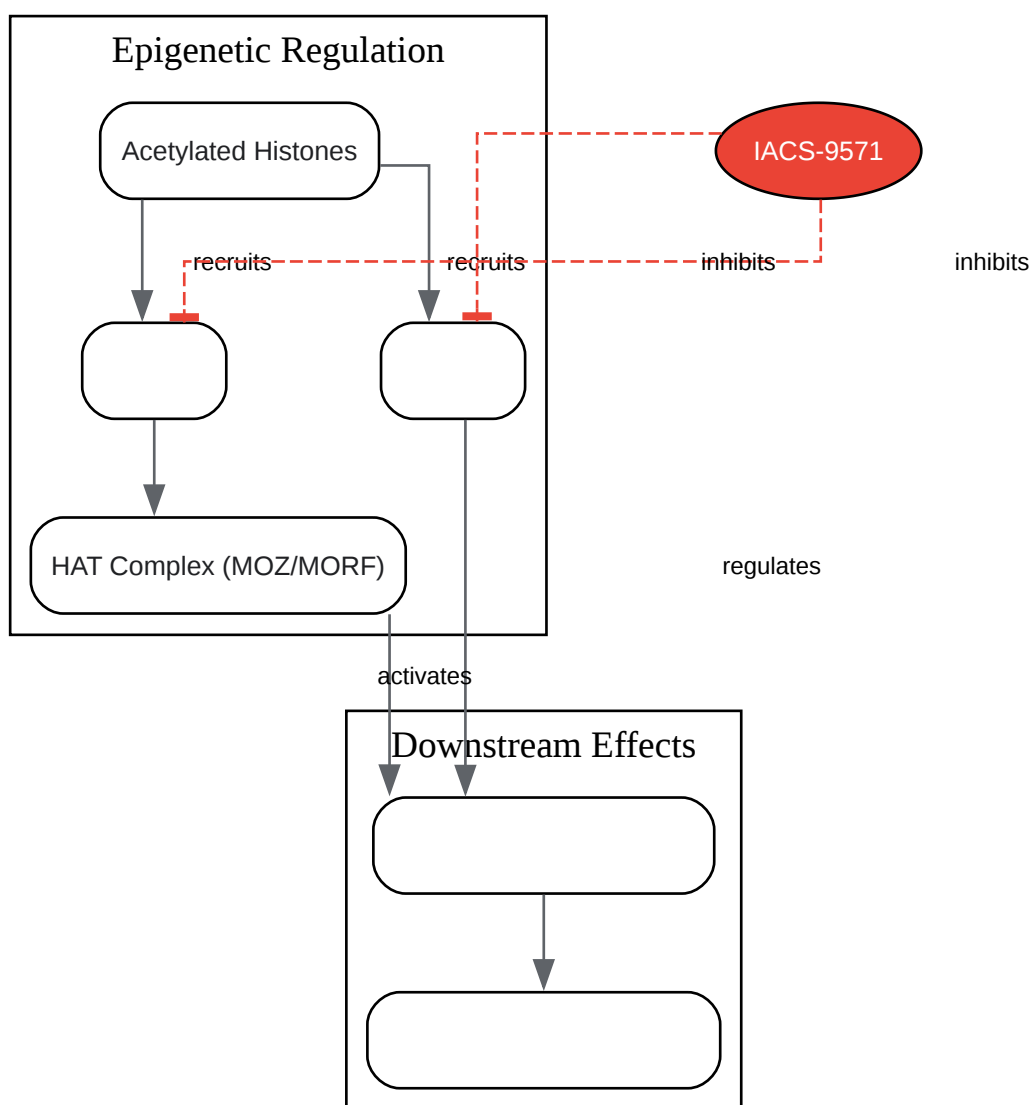 Epigenetic Regulation
Acetylated Histones
IACS-9571
recruits
recruits
inhibits
inhibits
HAT Complex (MOZ/MORF)
regulates
activates
Downstream Effects